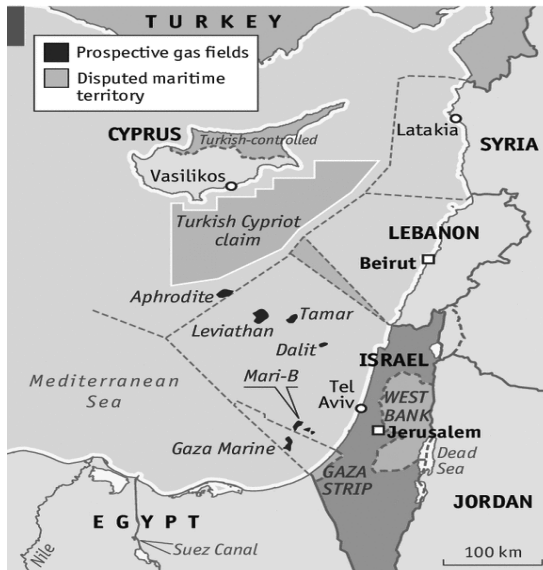 TURKEY
Prospective gas fields
Disputed maritime
territory
CYPRUS
Turkish-controlled
Latakia
SYRIA
Vasilikos
Turkish Cypriot
claim
LEBANON
Beirut
Aphrodite
Leviathan
Tamar
Dalit
ISRAEL
Mediterranean
Sea
Mari-B
Tel
Aviv
WEST
BANK
Jerusalem
Gaza Marine
GAZA
STRIP
Dead
Sea
EGYPT
JORDAN
Suez Canal
Nile
100 km